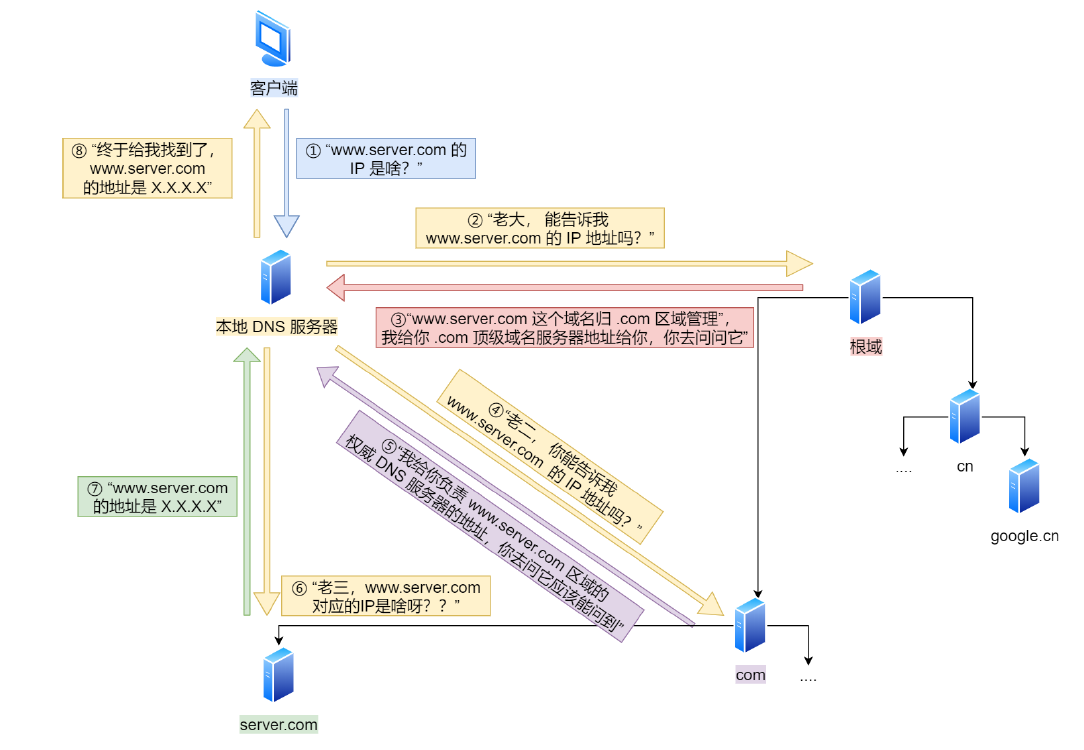 客户端
① “www.server.com 的
IP 是啥？”
⑧ “终于给我找到了，
www.server.com
的地址是 X.X.X.X”
② “老大， 能告诉我
www.server.com 的 IP 地址吗？”
本地 DNS 服务器
③“www.server.com 这个域名归 .com 区域管理”，
我给你 .com 顶级域名服务器地址给你，你去问问它”
根域
④“老二， 你能告诉我
www.server.com 的 IP 地址吗？”
⑤“我给你负责 www.server.com 区域的
权威 DNS 服务器的地址，你去问它应该能问到”
....
cn
google.cn
⑦ “www.server.com
的地址是 X.X.X.X”
⑥ “老三，www.server.com
对应的IP是啥呀？？”
com
....
server.com